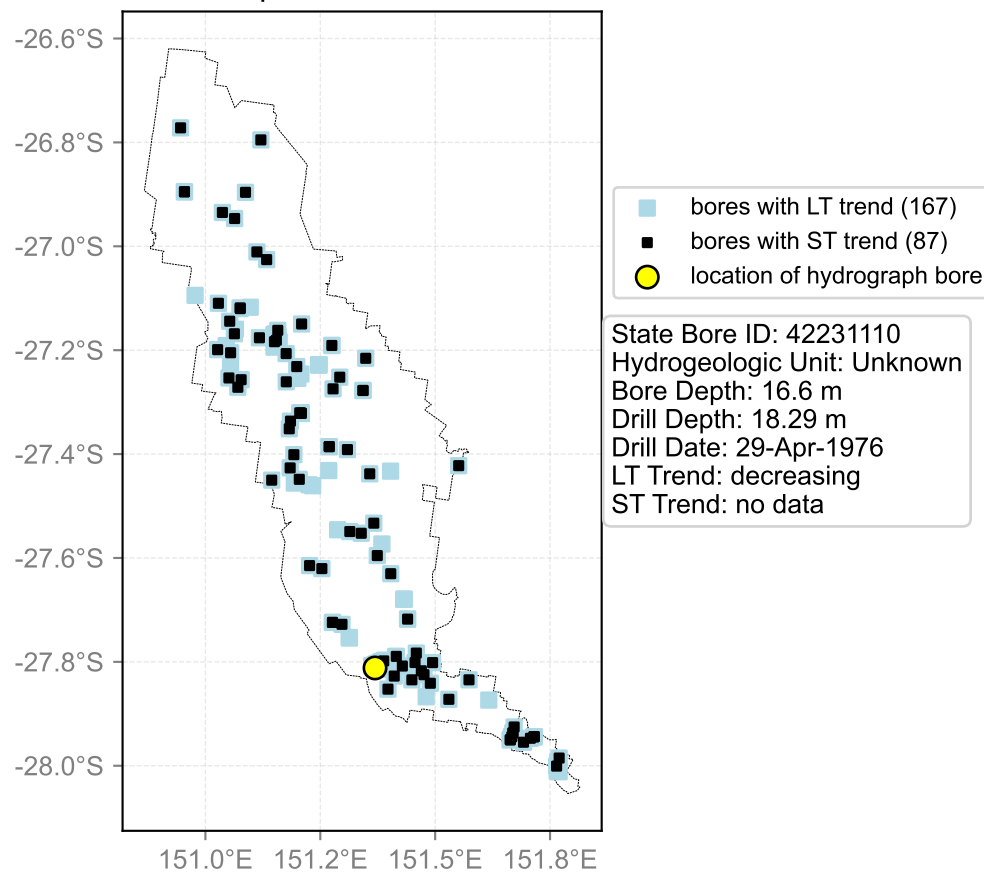 -26.6°S
-26.8°S
-27.0°S
-27.2°S
-27.4°S
-27.6°S
-27.8°S
-28.0°S
151.0°E
151.2°E
151.5°E
151.8°E
bores with LT trend (167)
bores with ST trend (87)
location of hydrograph bore
State Bore ID: 42231110
Hydrogeologic Unit: Unknown
Bore Depth: 16.6 m
Drill Depth: 18.29 m
Drill Date: 29-Apr-1976
LT Trend: decreasing
ST Trend: no data